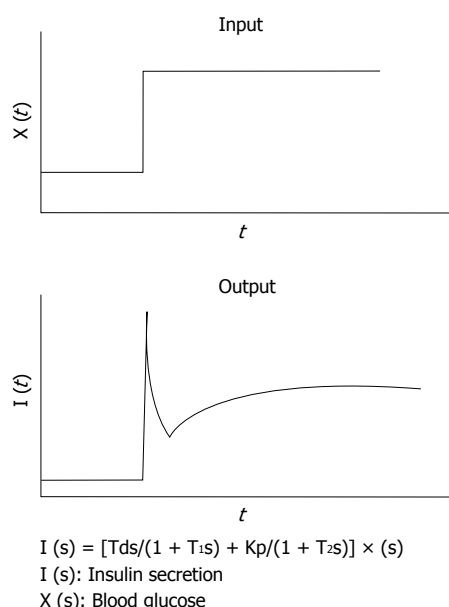 Input
X (t)
t
Output
I (t)
t
I (s) = [Tds/(1 + T₁s) + Kp/(1 + T₂s)] × (s)
I (s): Insulin secretion
X (s): Blood glucose